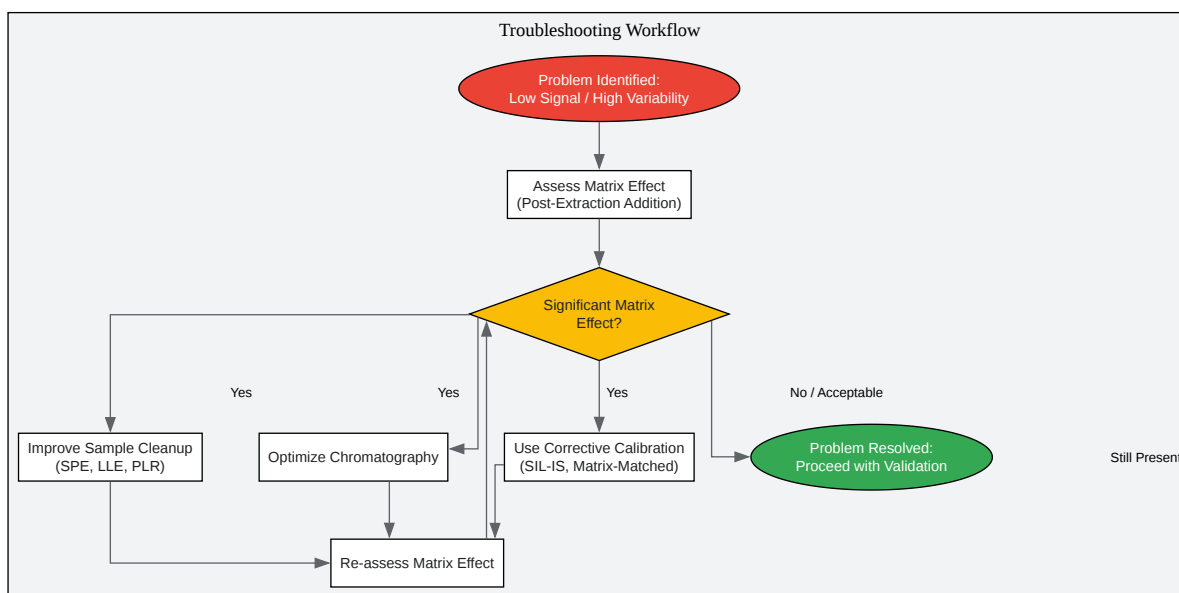 Troubleshooting Workflow
Problem Identified:
Low Signal / High Variability
Assess Matrix Effect
(Post-Extraction Addition)
Significant Matrix
Effect?
Yes
Yes
Yes
No / Acceptable
Improve Sample Cleanup
(SPE, LLE, PLR)
Optimize Chromatography
Use Corrective Calibration
(SIL-IS, Matrix-Matched)
Problem Resolved:
Proceed with Validation
Still Present
Re-assess Matrix Effect